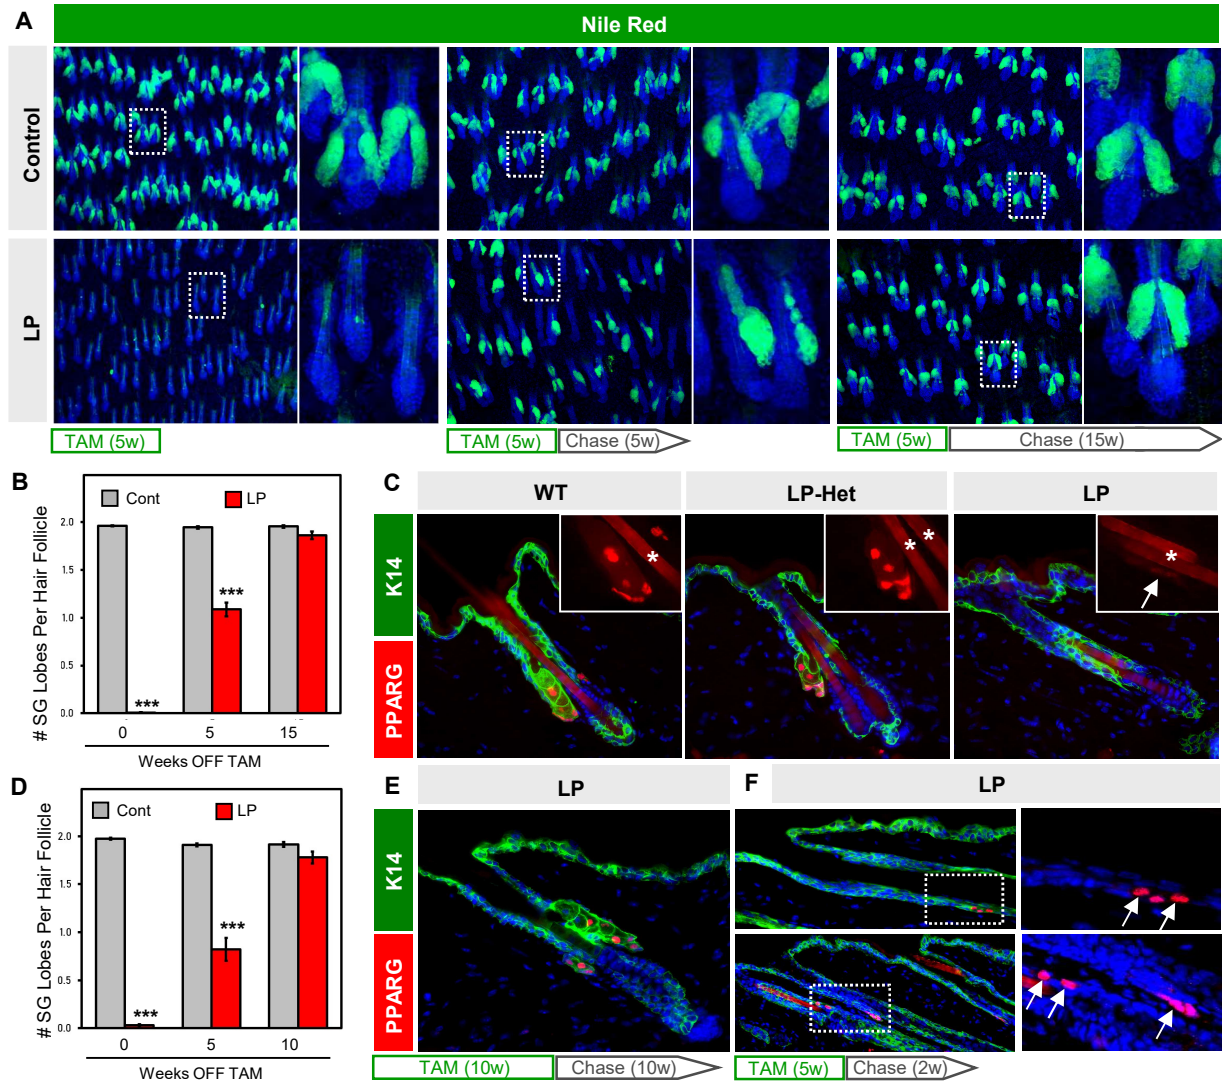 A
Nile Red
Control
LP
TAM (5w)
TAM (5w)
Chase (5w)
TAM (5w)
Chase (15w)
B
# SG Lobes Per Hair Follicle
Cont
LP
2.0
1.5
1.0
0.5
0.0
***
***
0
15
Weeks OFF TAM
C
WT
LP-Het
LP
K14
PPARG
*
* *
*
D
# SG Lobes Per Hair Follicle
Cont
LP
2.0
1.5
1.0
0.5
0.0
***
***
0
5
10
Weeks OFF TAM
E
LP
K14
PPARG
TAM (10w)
Chase (10w)
F
LP
TAM (5w)
Chase (2w)